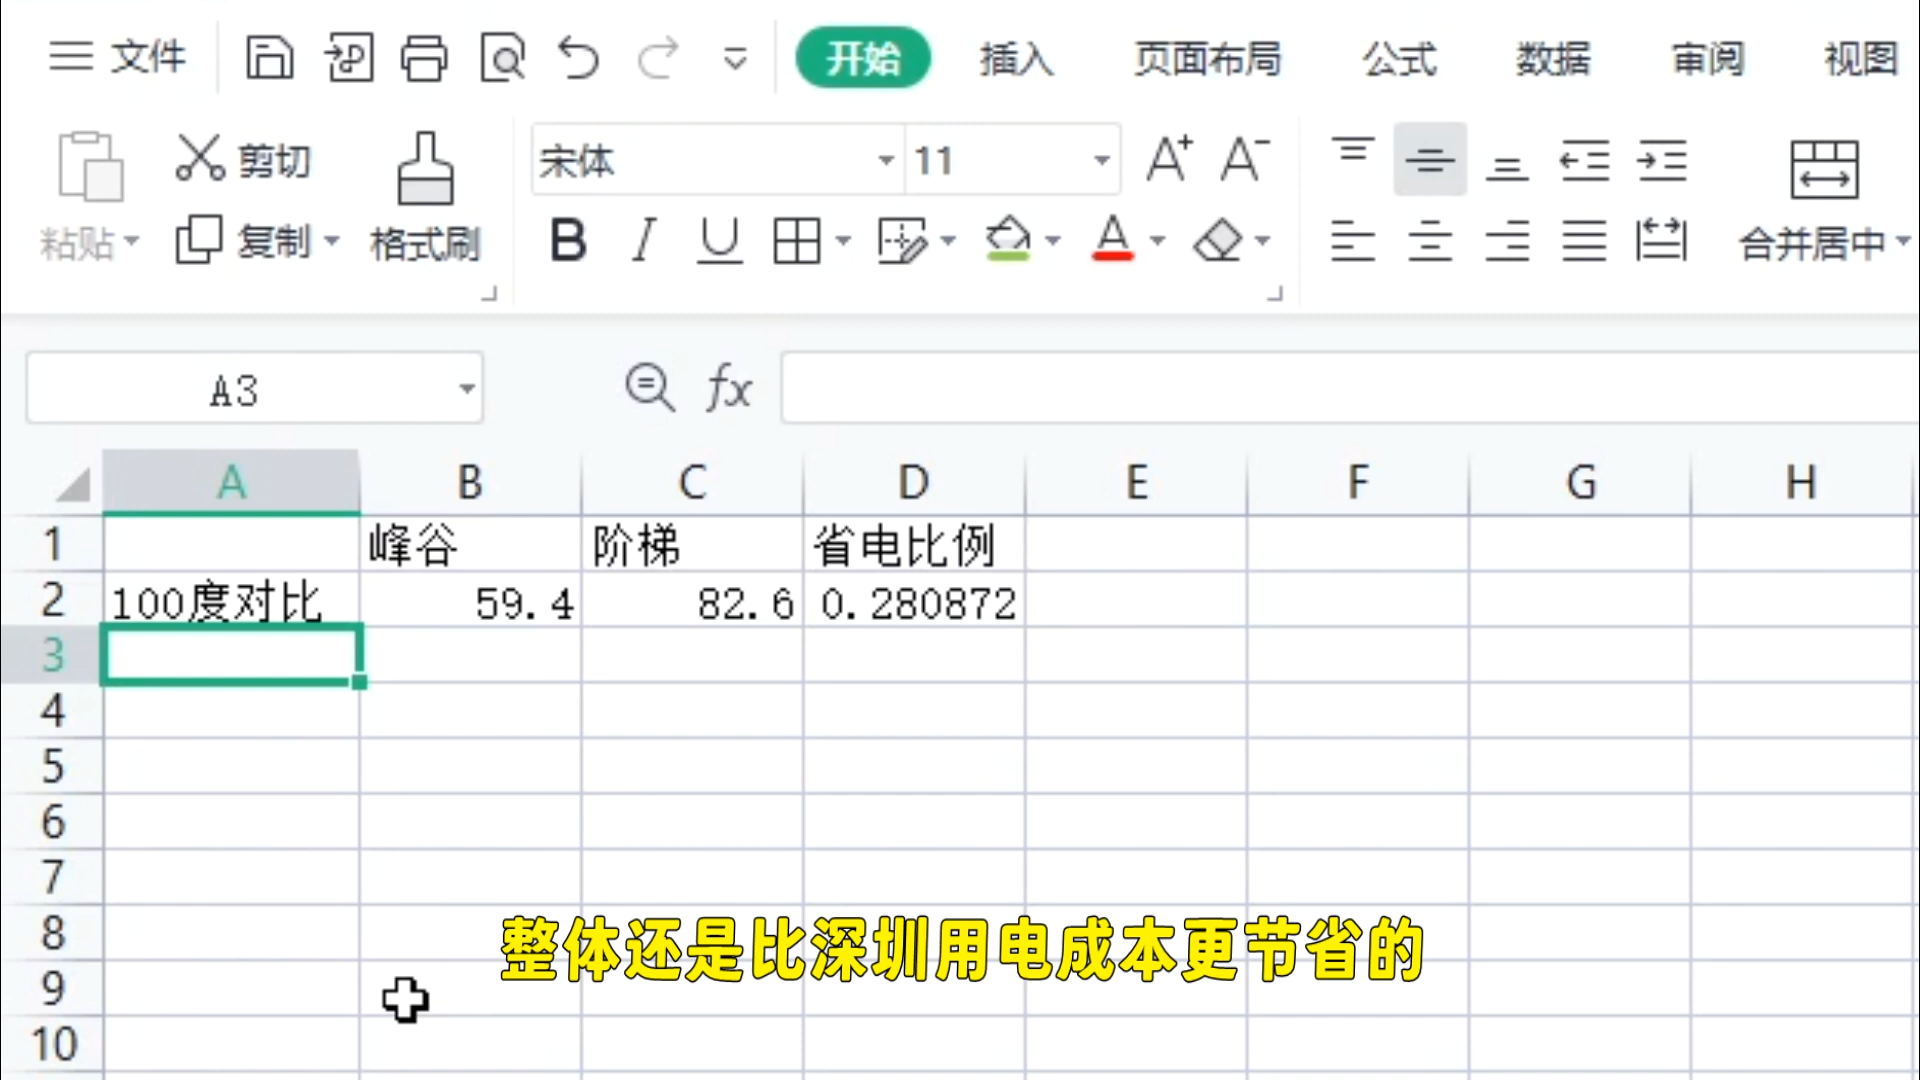 文件 开始 插入 页面布局 公式 数据 审阅 视图
剪切 宋体 11 A+ A-
粘贴 复制 格式刷 B I U A 合并居中
A3 fx
A B C D E F G H
1 峰谷 阶梯 省电比例
2 100度对比 59.4 82.6 0.280872
3
4
5
6
7
8
整体还是比深圳用电成本更节省的
9
10